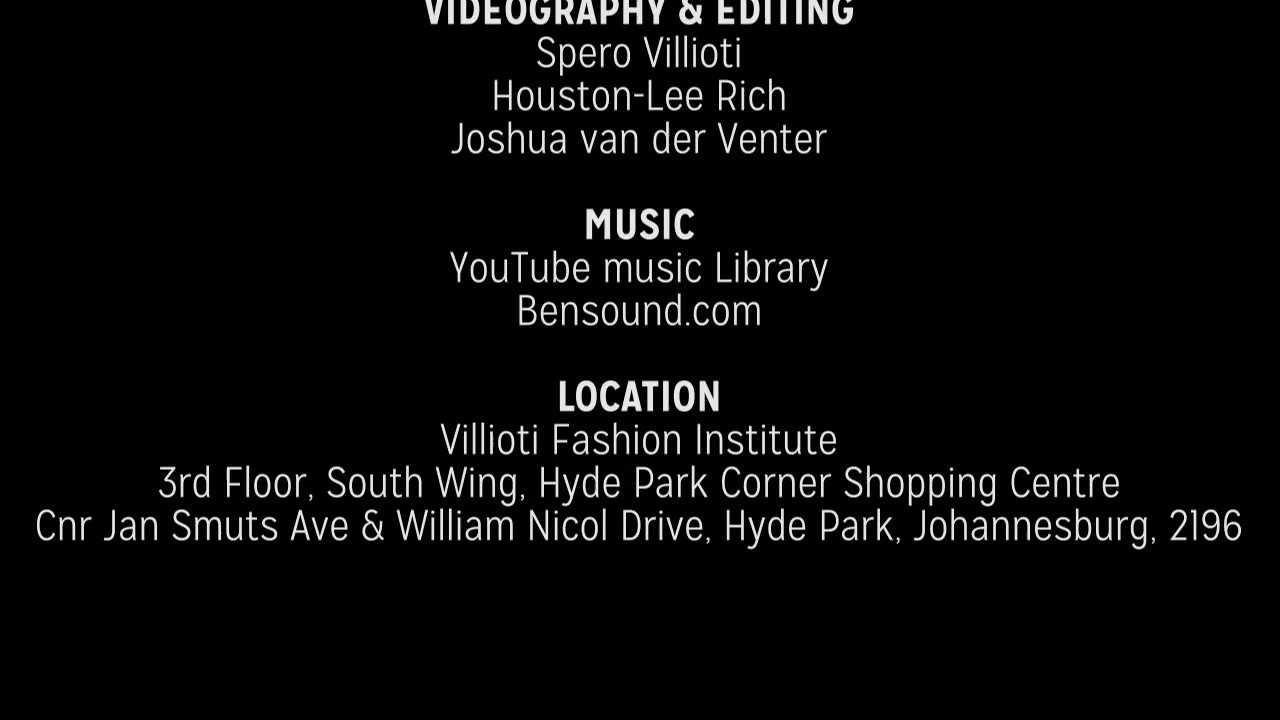 VIDEOGRAPHY & EDITING
Spero Villioti
Houston-Lee Rich
Joshua van der Venter
MUSIC
YouTube music Library
Bensound.com
LOCATION
Villioti Fashion Institute
3rd Floor, South Wing, Hyde Park Corner Shopping Centre
Cnr Jan Smuts Ave & William Nicol Drive, Hyde Park, Johannesburg, 2196